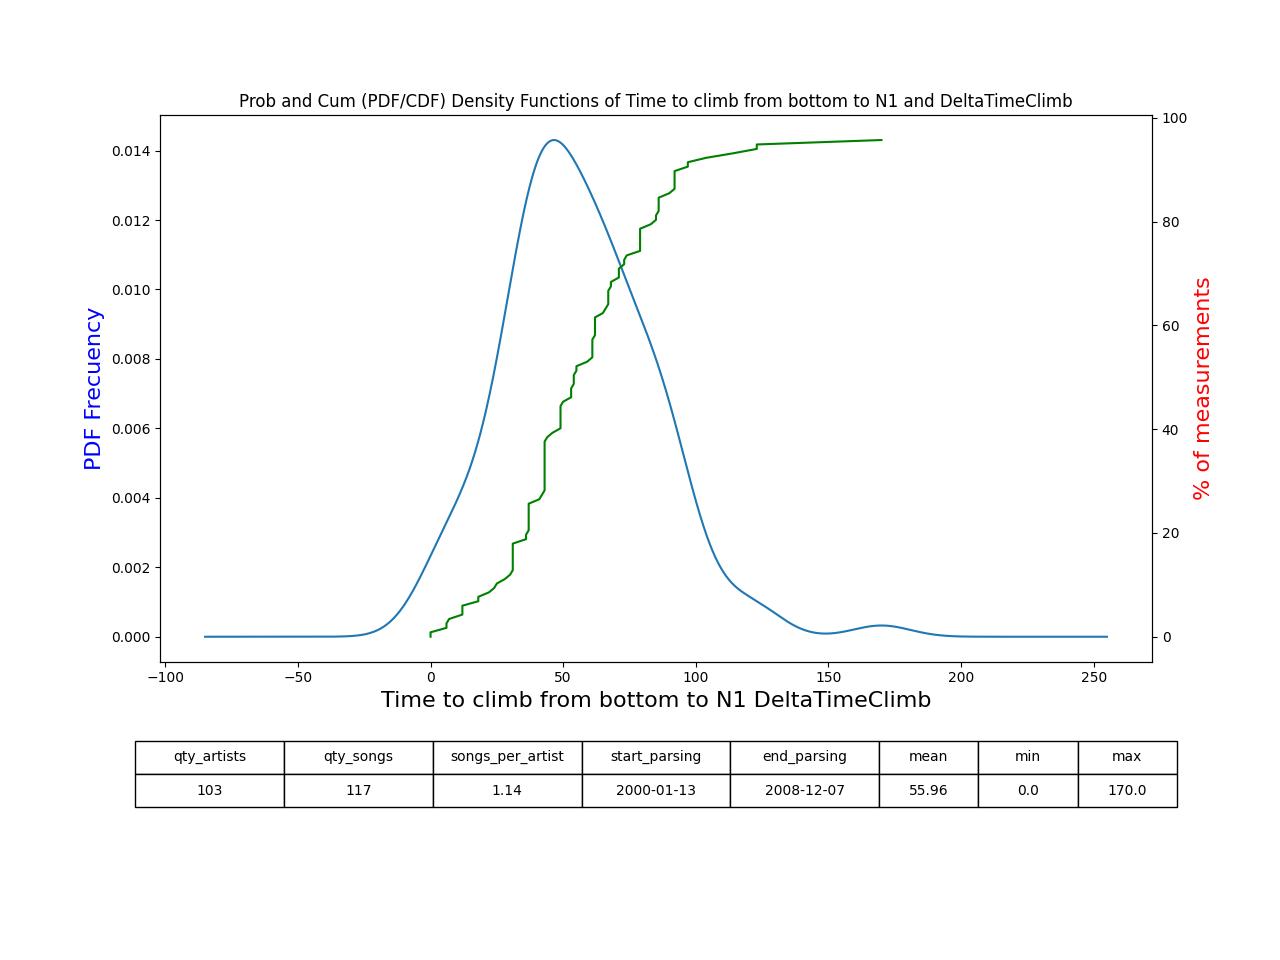 Prob and Cum (PDF/CDF) Density Functions of Time to climb from bottom to N1 and DeltaTimeClimb
PDF Frecuency
0.014
0.012
0.010
0.008
0.006
0.004
0.002
0.000
100
80
60
40
20
0
% of measurements
−100 −50 0 50 100 150 200 250
Time to climb from bottom to N1 DeltaTimeClimb
qty_artists qty_songs songs_per_artist start_parsing end_parsing mean min max
103 117 1.14 2000-01-13 2008-12-07 55.96 0.0 170.0